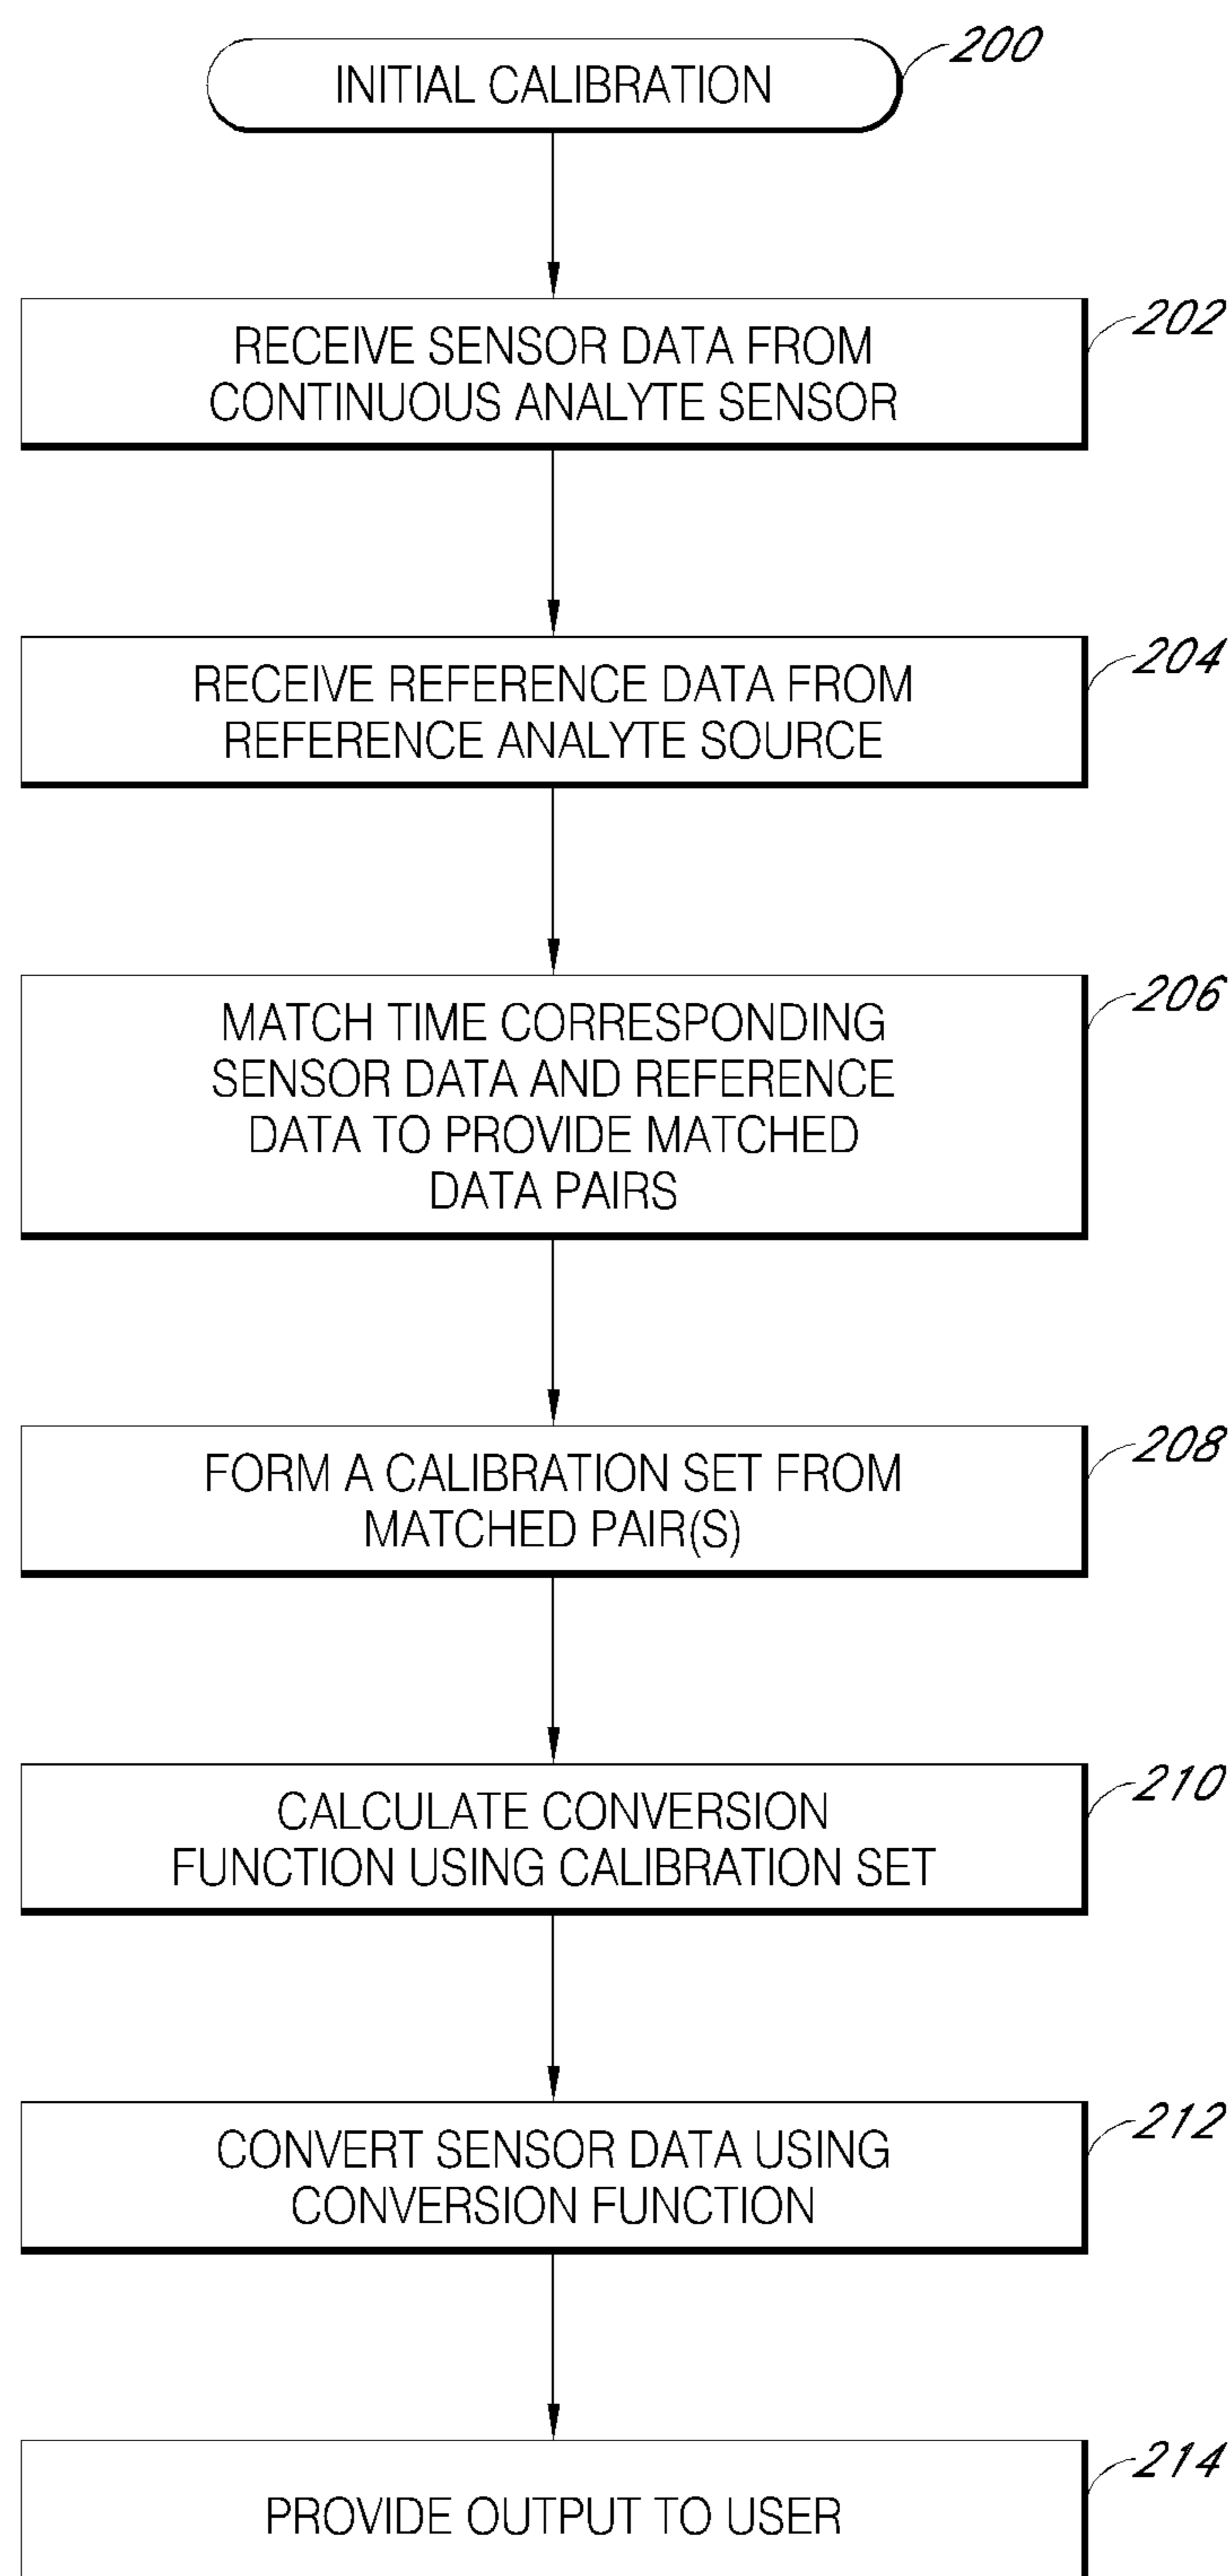 INITIAL CALIBRATION
200
RECEIVE SENSOR DATA FROM
CONTINUOUS ANALYTE SENSOR
202
RECEIVE REFERENCE DATA FROM
REFERENCE ANALYTE SOURCE
204
MATCH TIME CORRESPONDING
SENSOR DATA AND REFERENCE
DATA TO PROVIDE MATCHED
DATA PAIRS
206
FORM A CALIBRATION SET FROM
MATCHED PAIR(S)
208
CALCULATE CONVERSION
FUNCTION USING CALIBRATION SET
210
CONVERT SENSOR DATA USING
CONVERSION FUNCTION
212
PROVIDE OUTPUT TO USER
214